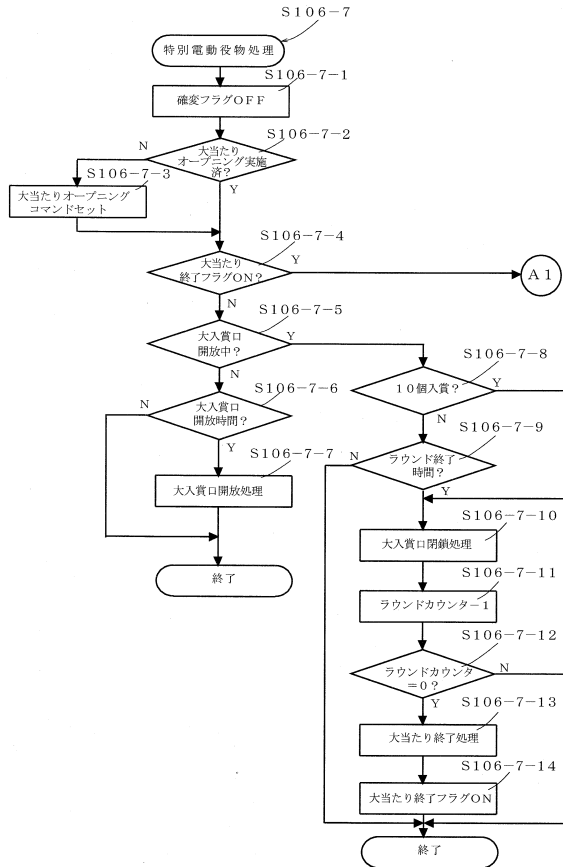 S106-7
特別電動役物処理
S106-7-1
確変フラグOFF
S106-7-2
大当たり
オープニング実施
済?
N
Y
S106-7-3
大当たりオープニング
コマンドセット
S106-7-4
大当たり
終了フラグON?
Y
N
A1
S106-7-5
大入賞口
開放中?
Y
N
S106-7-6
大入賞口
開放時間?
N
Y
S106-7-7
大入賞口開放処理
終了
S106-7-8
10個入賞?
Y
N
S106-7-9
ラウンド終了
時間?
N
Y
S106-7-10
大入賞口閉鎖処理
S106-7-11
ラウンドカウンタ-1
S106-7-12
ラウンドカウンタ
=0?
N
Y
S106-7-13
大当たり終了処理
S106-7-14
大当たり終了フラグON
終了